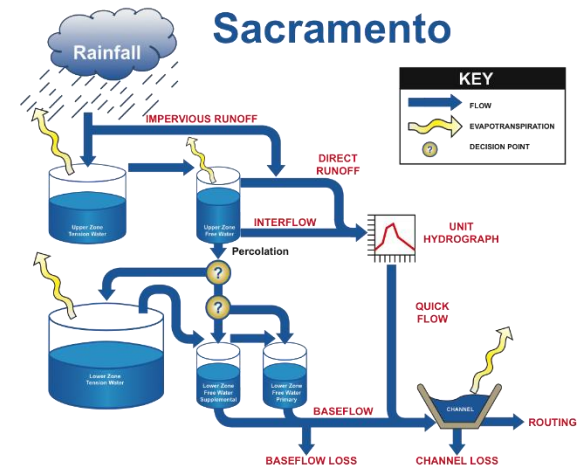 Sacramento
Rainfall
KEY
FLOW
EVAPOTRANSPIRATION
?
DECISION POINT
IMPERVIOUS RUNOFF
DIRECT
RUNOFF
Upper Zone
Tension Water
Upper Zone
Free Water
INTERFLOW
UNIT
HYDROGRAPH
Percolation
?
?
QUICK
FLOW
Lower Zone
Tension Water
Lower Zone
Free Water
Supplemental
Lower Zone
Free Water
Primary
BASEFLOW
CHANNEL
ROUTING
BASEFLOW LOSS
CHANNEL LOSS